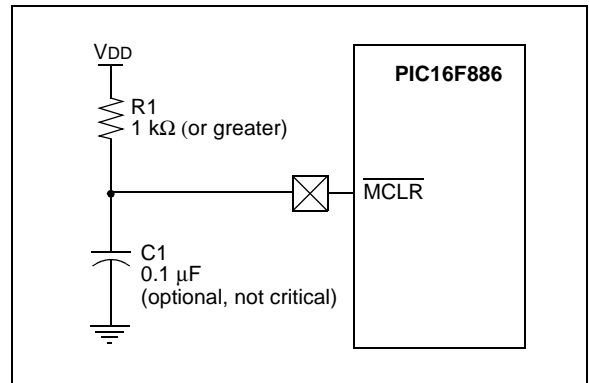 VDD
PIC16F886
R1
1 kΩ (or greater)
MCLR
C1
0.1 μF
(optional, not critical)